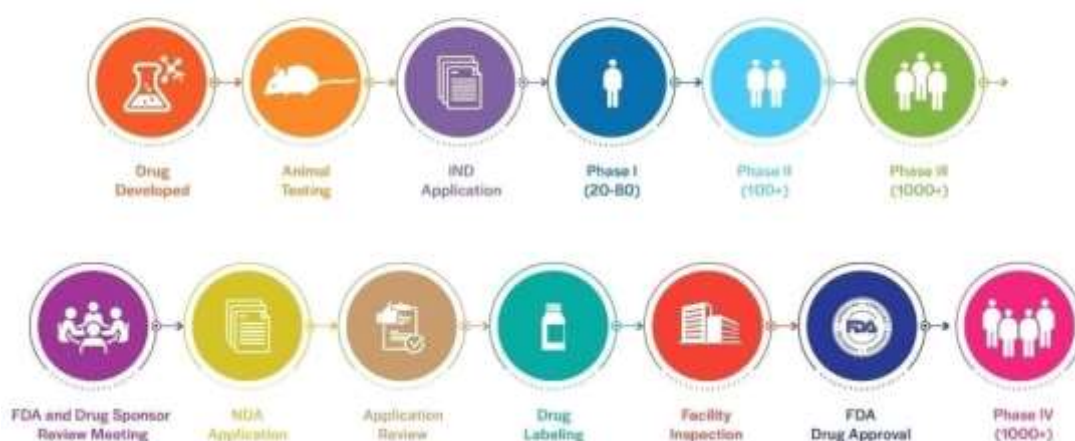 Drug
Developed
Animal
Testing
IND
Application
Phase I
(20-80)
Phase II
(100+)
Phase III
(1000+)
FDA and Drug Sponsor
Review Meeting
NDA
Application
Application
Review
Drug
Labeling
Facility
Inspection
FDA
FDA
Drug Approval
Phase IV
(1000+)